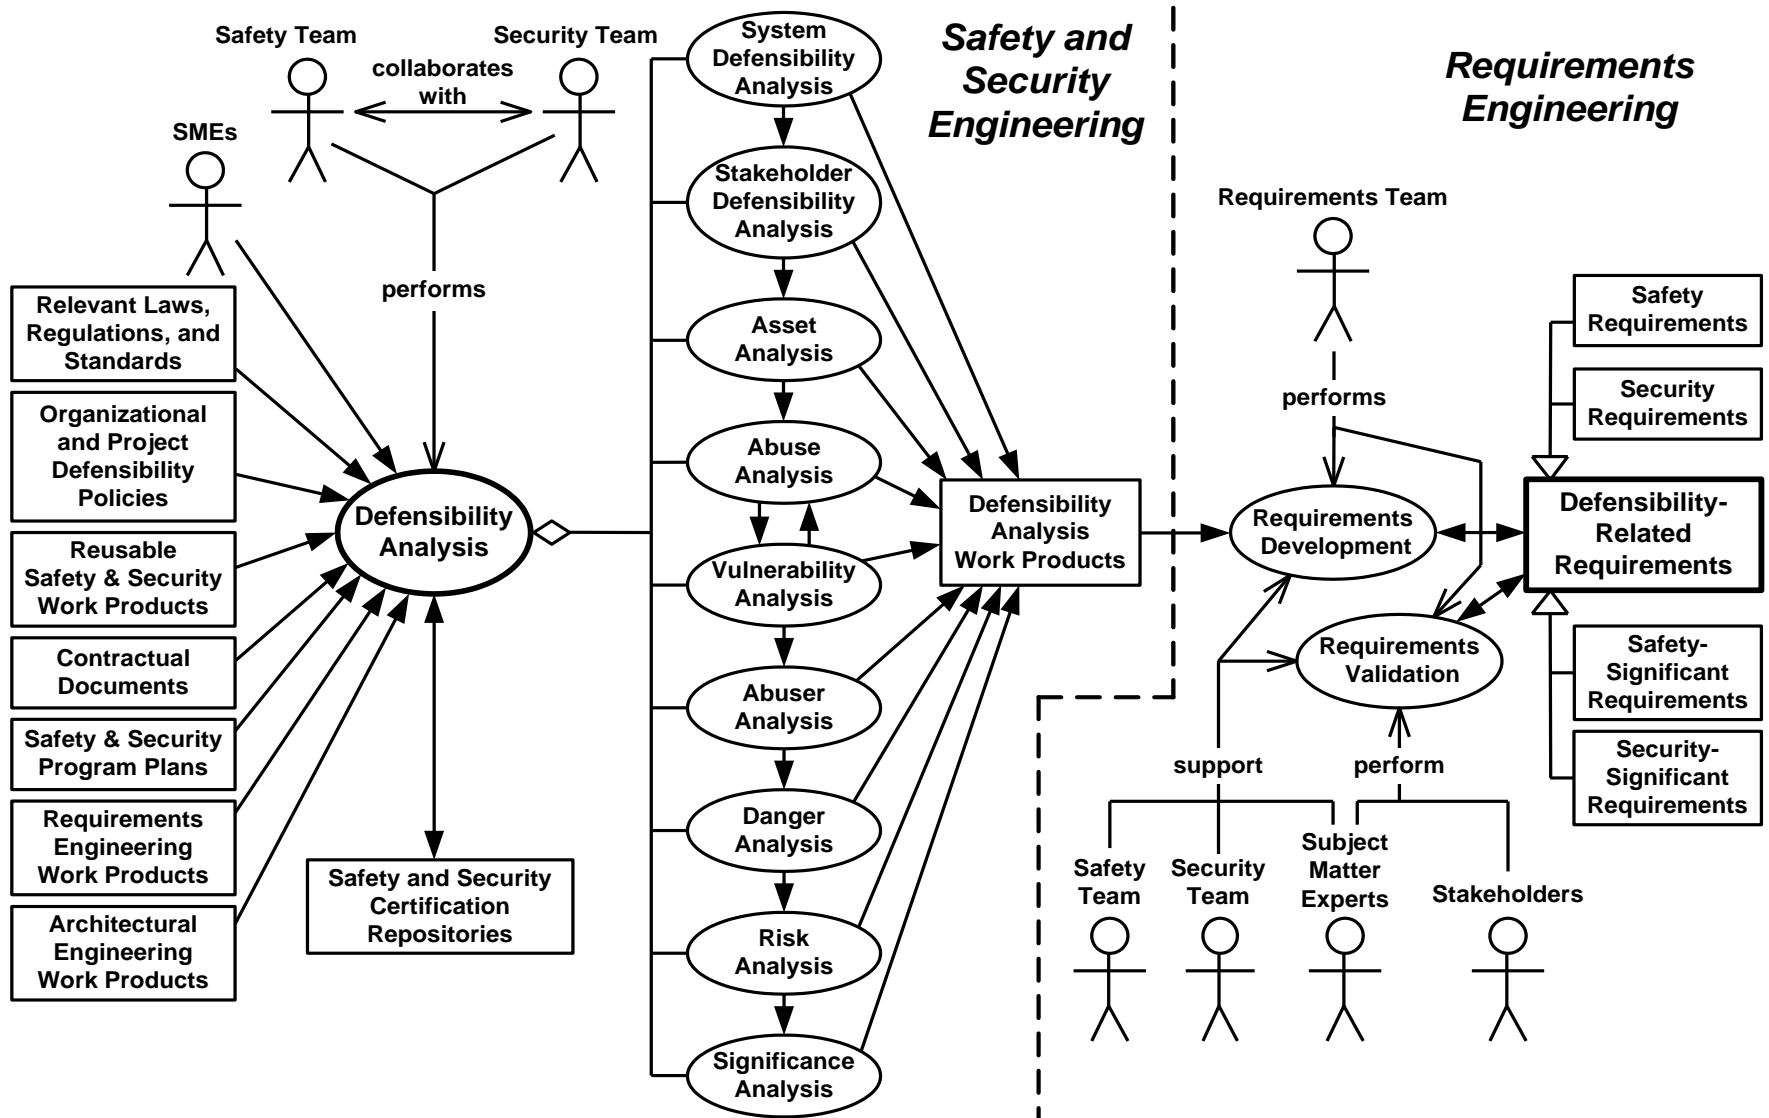 Safety Team
Security Team
collaborates
with
SMEs
performs
Relevant Laws,
Regulations, and
Standards
Organizational
and Project
Defensibility
Policies
Reusable
Safety & Security
Work Products
Contractual
Documents
Safety & Security
Program Plans
Requirements
Engineering
Work Products
Architectural
Engineering
Work Products
Defensibility
Analysis
Safety and Security
Certification
Repositories
System
Defensibility
Analysis
Stakeholder
Defensibility
Analysis
Asset
Analysis
Abuse
Analysis
Vulnerability
Analysis
Abuser
Analysis
Danger
Analysis
Risk
Analysis
Significance
Analysis
Safety and
Security
Engineering
Defensibility
Analysis
Work Products
Requirements
Engineering
Requirements Team
performs
Requirements
Development
Requirements
Validation
Safety
Requirements
Security
Requirements
Defensibility-
Related
Requirements
Safety-
Significant
Requirements
Security-
Significant
Requirements
support
perform
Safety
Team
Security
Team
Subject
Matter
Experts
Stakeholders